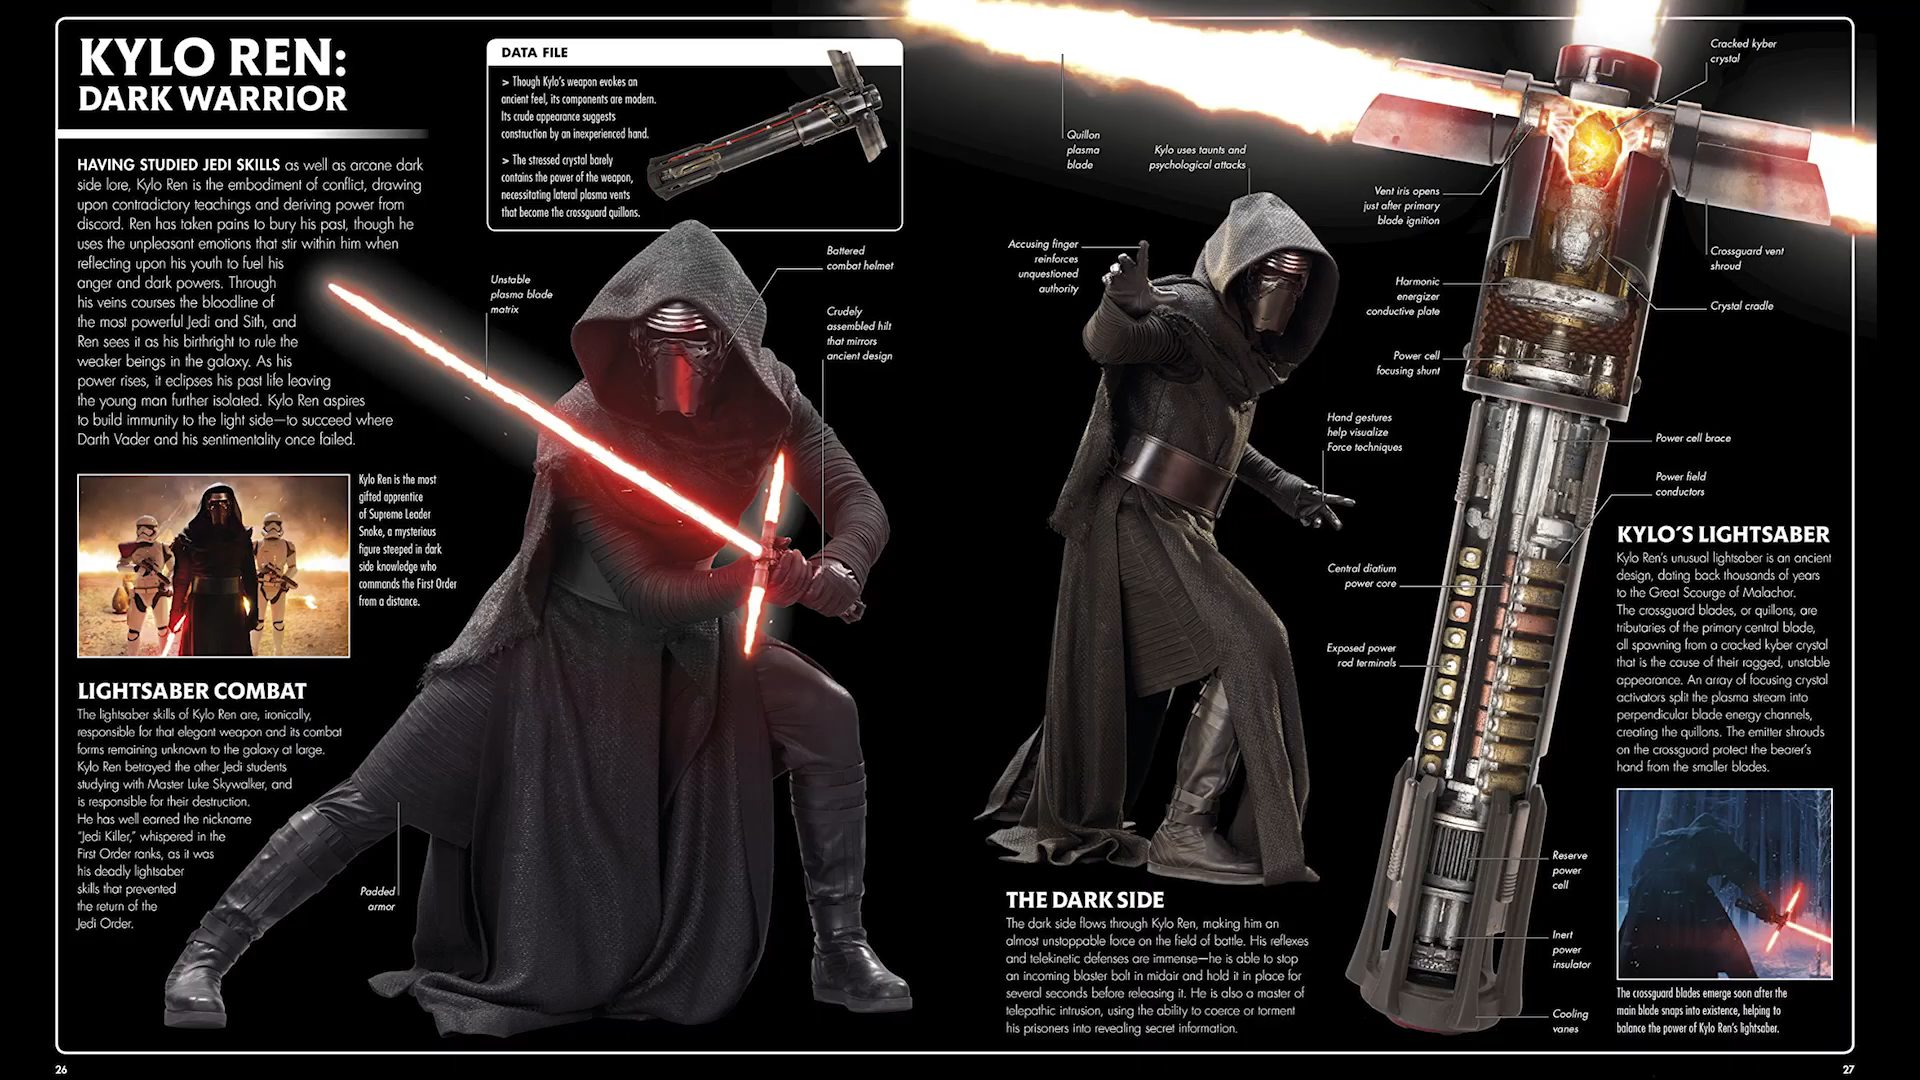 KYLO REN:
DARK WARRIOR
HAVING STUDIED JEDI SKILLS as well as arcane dark
side lore, Kylo Ren is the embodiment of conflict, drawing
upon contradictory teachings and deriving power from
discord. Ren has taken pains to bury his past, though he
uses the unpleasant emotions that stir within him when
reflecting upon his youth to fuel his
anger and dark powers. Through
his veins courses the bloodline of
the most powerful Jedi and Sith, and
Ren sees it as his birthright to rule the
weaker beings in the galaxy. As his
power rises, it eclipses his past life leaving
the young man further isolated. Kylo Ren aspires
to build immunity to the light side—to succeed where
Darth Vader and his sentimentality once failed.
Kylo Ren is the most
gifted apprentice
of Supreme Leader
Snoke, a mysterious
figure steeped in dark
side knowledge who
commands the First Order
from a distance.
LIGHTSABER COMBAT
The lightsaber skills of Kylo Ren are, ironically,
responsible for that elegant weapon and its combat
forms remaining unknown to the galaxy at large.
Kylo Ren betrayed the other Jedi students
studying with Master Luke Skywalker, and
is responsible for their destruction.
He has well earned the nickname
"Jedi Killer," whispered in the
First Order ranks, as it was
his deadly lightsaber
skills that prevented
the return of the
Jedi Order.
DATA FILE
> Though Kylo's weapon evokes an
ancient feel, its components are modern.
Its crude appearance suggests
construction by an inexperienced hand.
> The stressed crystal barely
contains the power of the weapon,
necessitating lateral plasma vents
that become the crossguard quillons.
Unstable
plasma blade
matrix
Battered
combat helmet
Crudely
assembled hilt
that mirrors
ancient design
Padded
armor
26
Quillon
plasma
blade
Kylo uses taunts and
psychological attacks
Accusing finger
reinforces
unquestioned
authority
Hand gestures
help visualize
Force techniques
THE DARK SIDE
The dark side flows through Kylo Ren, making him an
almost unstoppable force on the field of battle. His reflexes
and telekinetic defenses are immense—he is able to stop
an incoming blaster bolt in midair and hold it in place for
several seconds before releasing it. He is also a master of
telepathic intrusion, using the ability to coerce or torment
his prisoners into revealing secret information.
Cracked kyber
crystal
Vent iris opens
just after primary
blade ignition
Crossguard vent
shroud
Harmonic
energizer
conductive plate
Crystal cradle
Power cell
focusing shunt
Power cell brace
Power field
conductors
Central diatium
power core
Exposed power
rod terminals
Reserve
power
cell
Inert
power
insulator
Cooling
vanes
KYLO'S LIGHTSABER
Kylo Ren's unusual lightsaber is an ancient
design, dating back thousands of years
to the Great Scourge of Malachor.
The crossguard blades, or quillons, are
tributaries of the primary central blade,
all spawning from a cracked kyber crystal
that is the cause of their ragged, unstable
appearance. An array of focusing crystal
activators split the plasma stream into
perpendicular blade energy channels,
creating the quillons. The emitter shrouds
on the crossguard protect the bearer's
hand from the smaller blades.
The crossguard blades emerge soon after the
main blade snaps into existence, helping to
balance the power of Kylo Ren's lightsaber.
27